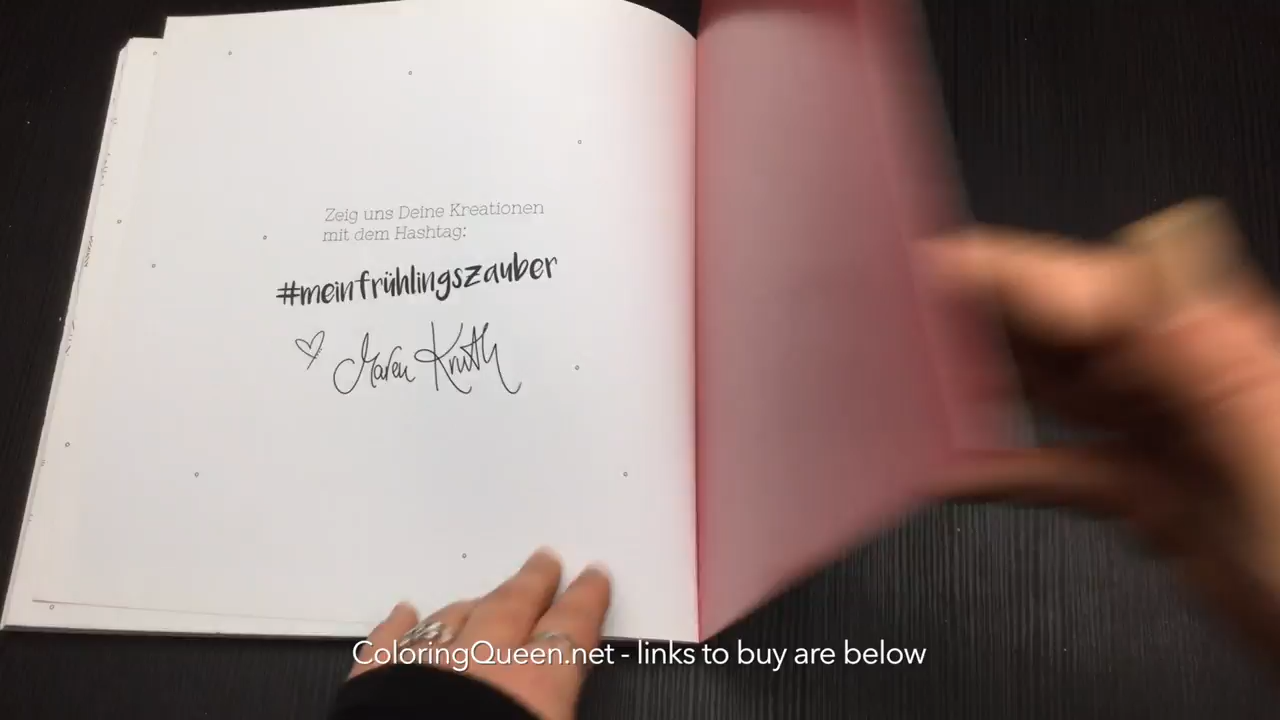 Zeig uns Deine Kreationen
mit dem Hashtag:
#meinfrühlingszauber
Maren Kruth
ColoringQueen.net - links to buy are below